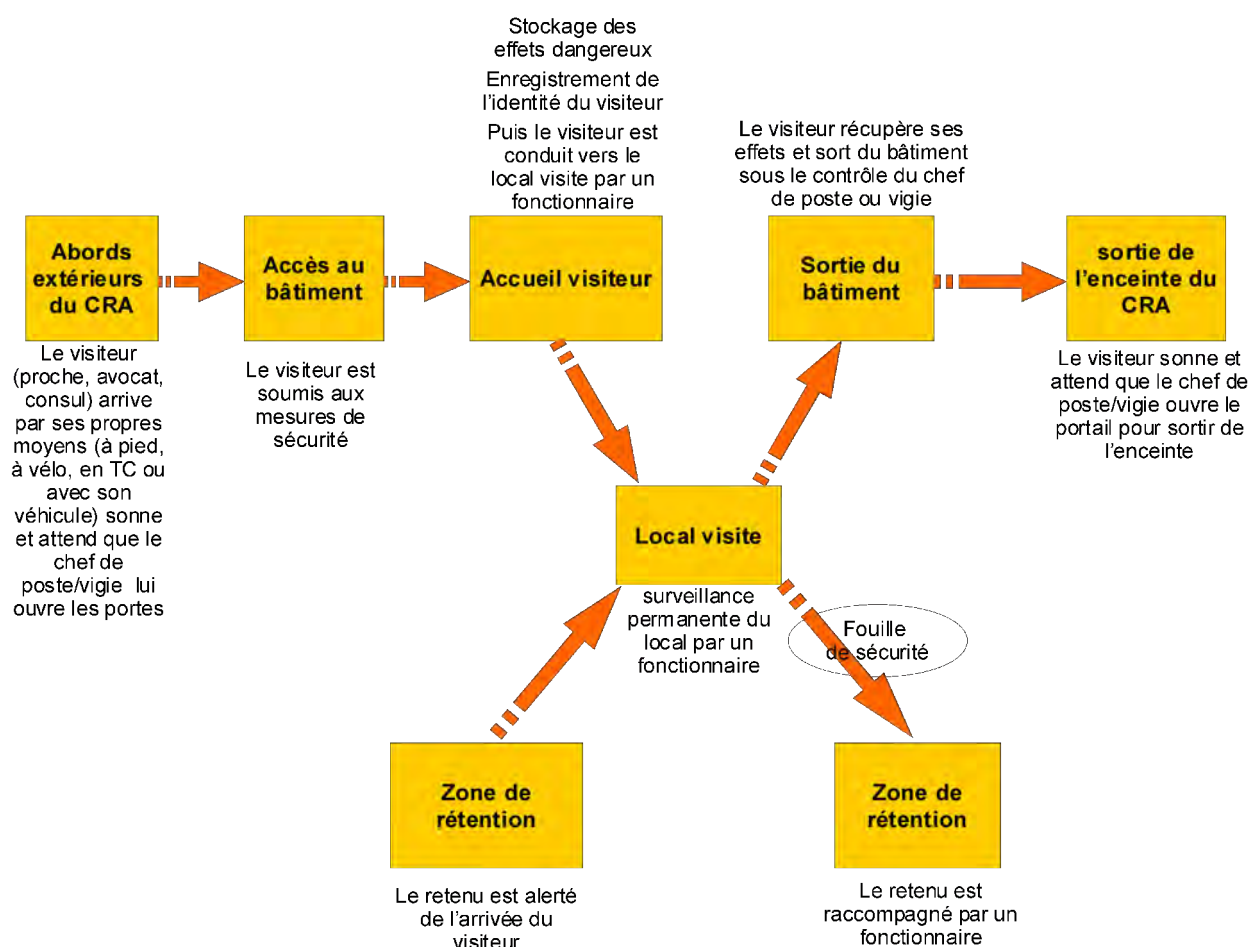 Stockage des
effets dangereux
Enregistrement de
l'identité du visiteur
Puis le visiteur est
conduit vers le
local visite par un
fonctionnaire
Le visiteur récupère ses
effets et sort du bâtiment
sous le contrôle du chef
de poste ou vigie
Abords
extérieurs
du CRA
Accès au
bâtiment
Accueil visiteur
Sortie du
bâtiment
sortie de
l'enceinte du
CRA
Le visiteur
(proche, avocat,
consul) arrive
par ses propres
moyens (à pied,
à vélo, en TC ou
avec son
véhicule) sonne
et attend que le
chef de
poste/vigie lui
ouvre les portes
Le visiteur est
soumis aux
mesures de
sécurité
Le visiteur sonne et
attend que le chef de
poste/vigie ouvre le
portail pour sortir de
l'enceinte
Local visite
surveillance
permanente du
local par un
fonctionnaire
Fouille
de sécurité
Zone de
rétention
Le retenu est alerté
de l'arrivée du
visiteur
Zone de
rétention
Le retenu est
raccompagné par un
fonctionnaire